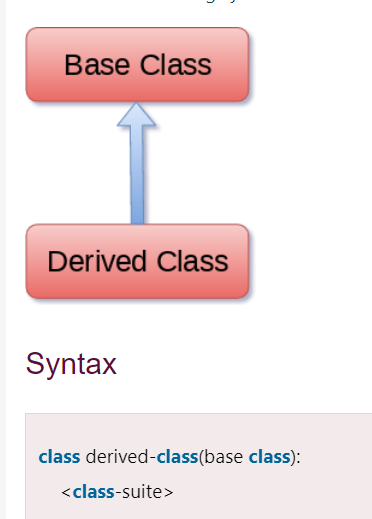 Base Class
Derived Class
Syntax
class derived-class(base class):
<class-suite>